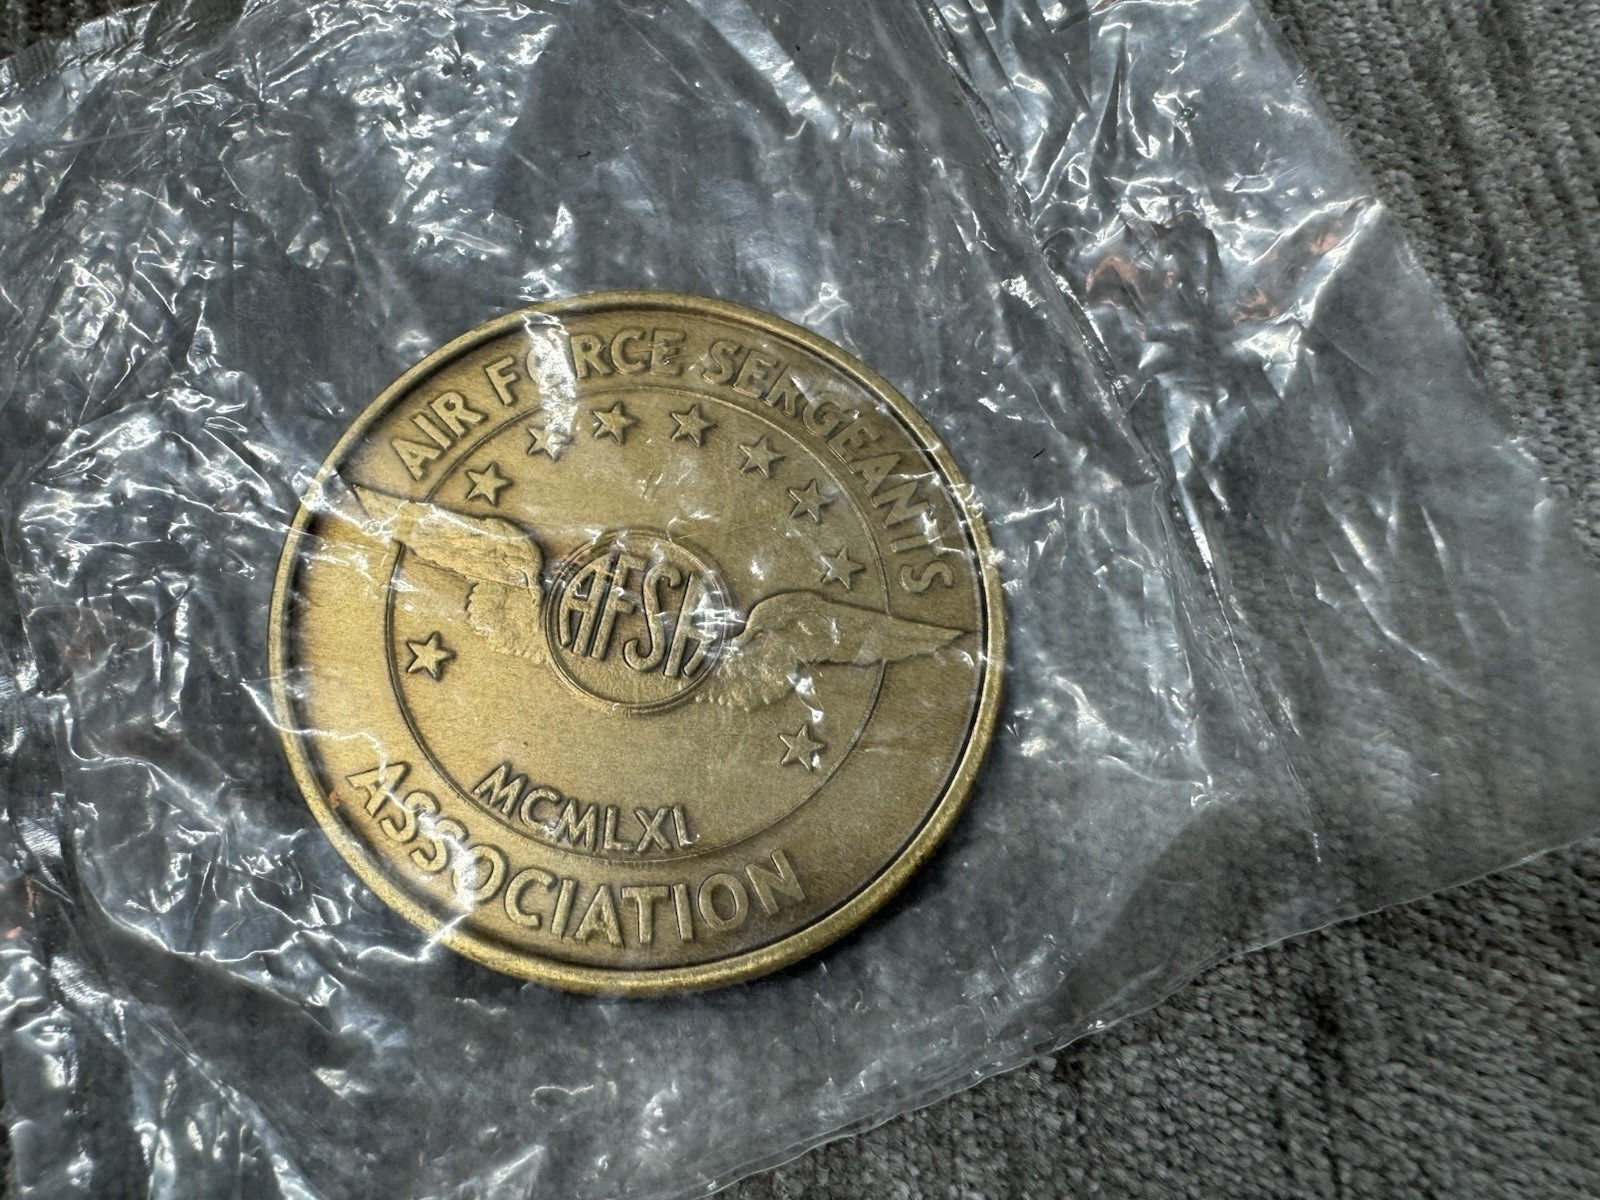 AIR FORCE SERGEANTS
AFSA
MCMLXI
ASSOCIATION